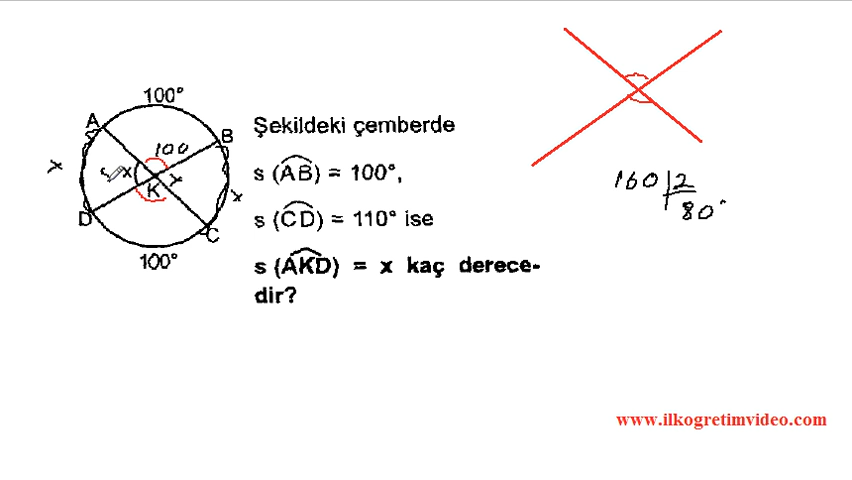 100°
A
B
100
x
x
K
x
x
D
C
100°
Şekildeki çemberde
s (AB) = 100°,
s (CD) = 110° ise
s (AKD) = x kaç derece-
dir?
160 | 2
80°
www.ilkogretimvideo.com